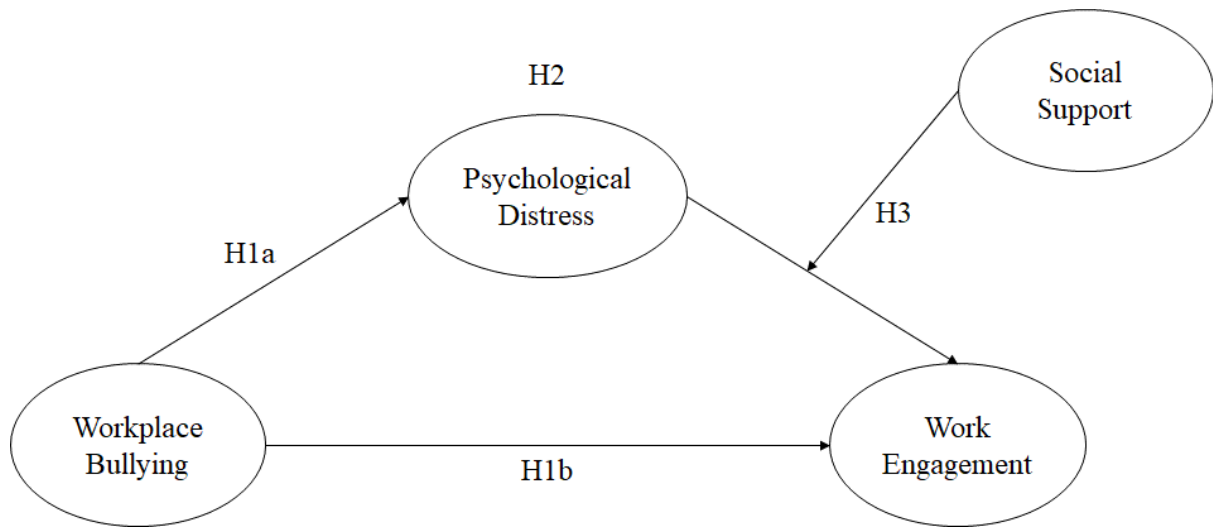 Social
Support
H2
Psychological
Distress
H3
H1a
Workplace
Bullying
H1b
Work
Engagement